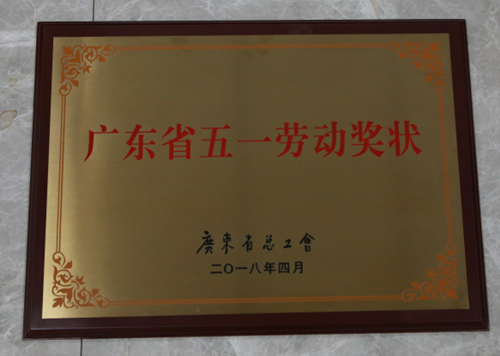 广东省五一劳动奖状
廣東省总工會
二〇一八年四月